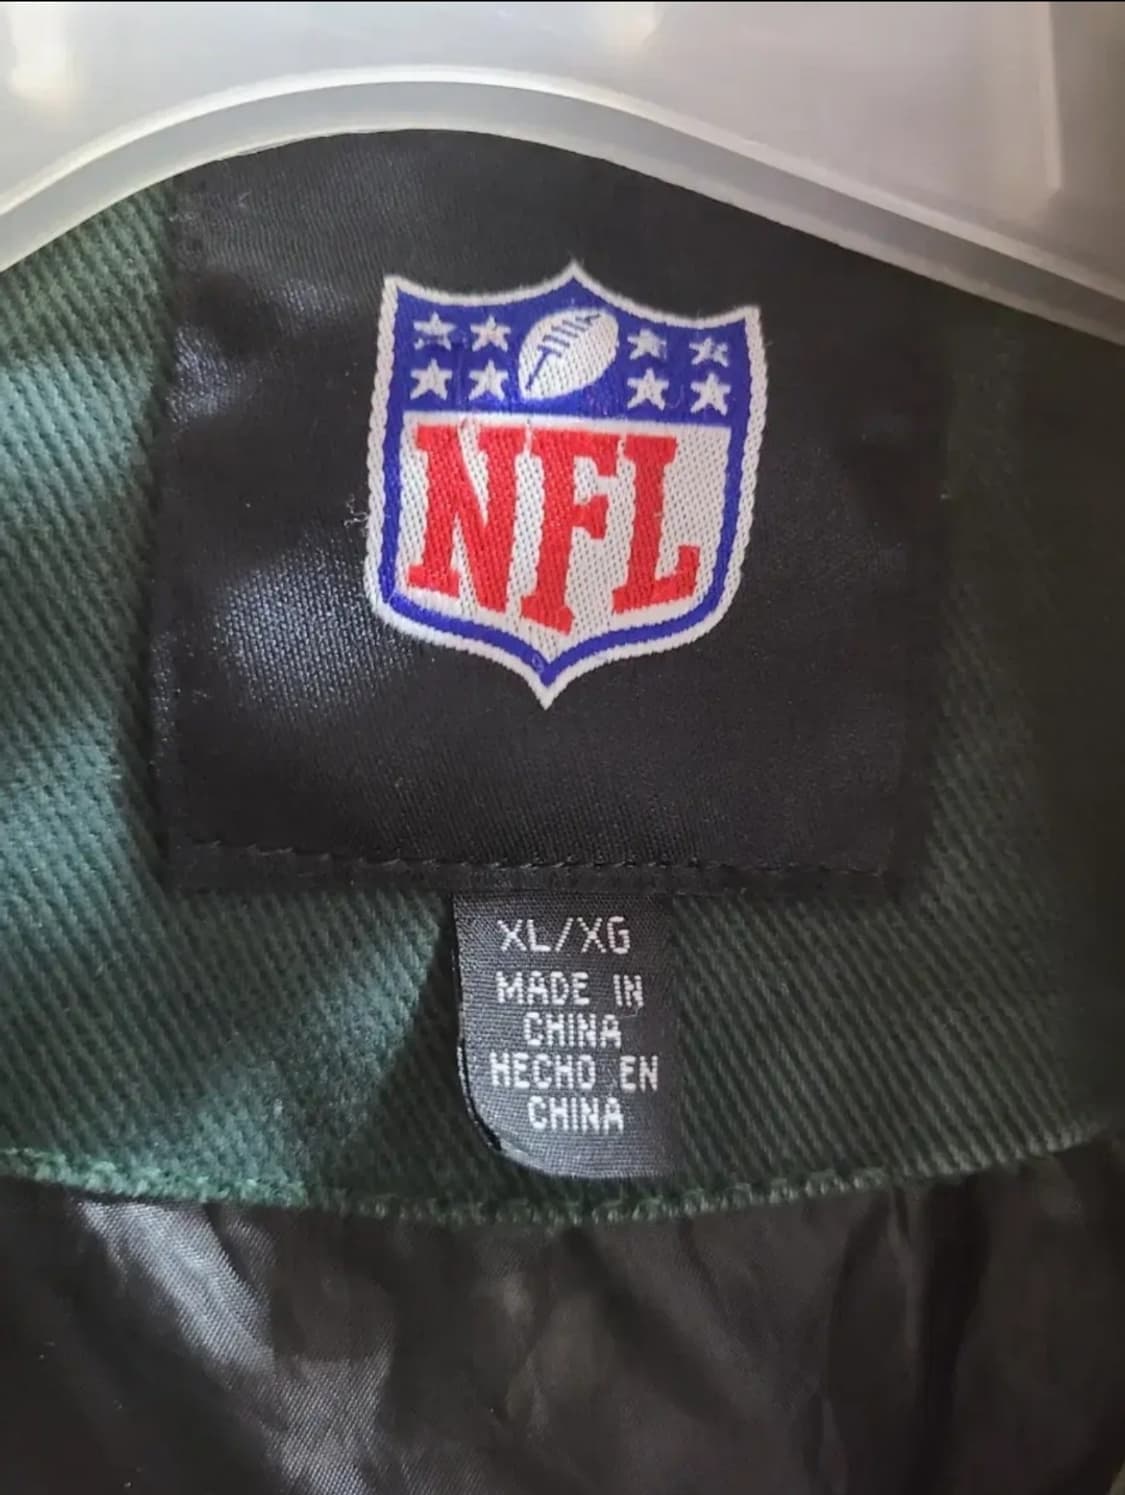 NFL
XL/XG
MADE IN
CHINA
HECHO EN
CHINA